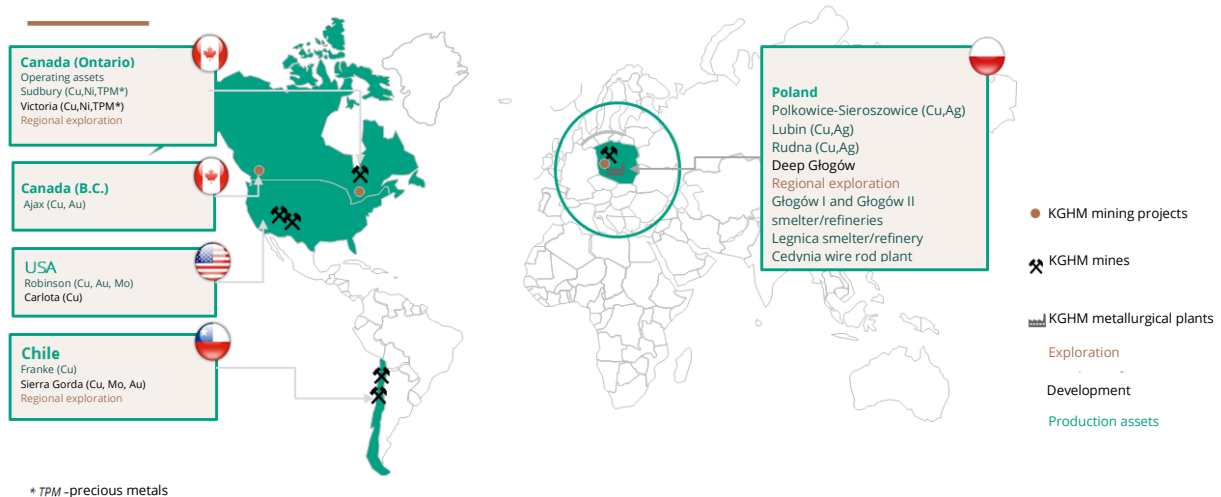 Canada (Ontario)
Operating assets
Sudbury (Cu,Ni,TPM*)
Victoria (Cu,Ni,TPM*)
Regional exploration
Canada (B.C.)
Ajax (Cu, Au)
USA
Robinson (Cu, Au, Mo)
Carlota (Cu)
Chile
Franke (Cu)
Sierra Gorda (Cu, Mo, Au)
Regional exploration
Poland
Polkowice-Sieroszowice (Cu,Ag)
Lubin (Cu,Ag)
Rudna (Cu,Ag)
Deep Głogów
Regional exploration
Głogów I and Głogów II
smelter/refineries
Legnica smelter/refinery
Cedynia wire rod plant
KGHM mining projects
KGHM mines
KGHM metallurgical plants
Exploration
Development
Production assets
* TPM -precious metals